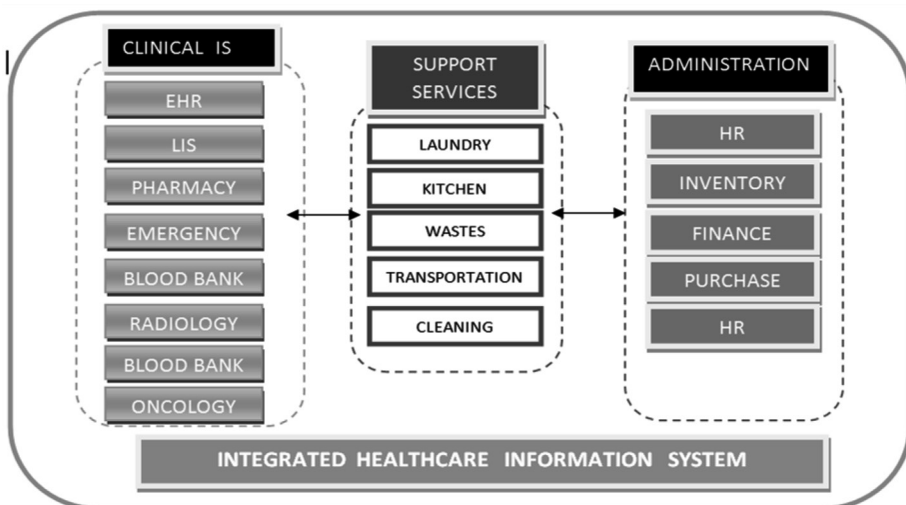 CLINICAL IS
EHR
LIS
PHARMACY
EMERGENCY
BLOOD BANK
RADIOLOGY
BLOOD BANK
ONCOLOGY
SUPPORT
SERVICES
LAUNDRY
KITCHEN
WASTES
TRANSPORTATION
CLEANING
ADMINISTRATION
HR
INVENTORY
FINANCE
PURCHASE
HR
INTEGRATED HEALTHCARE INFORMATION SYSTEM